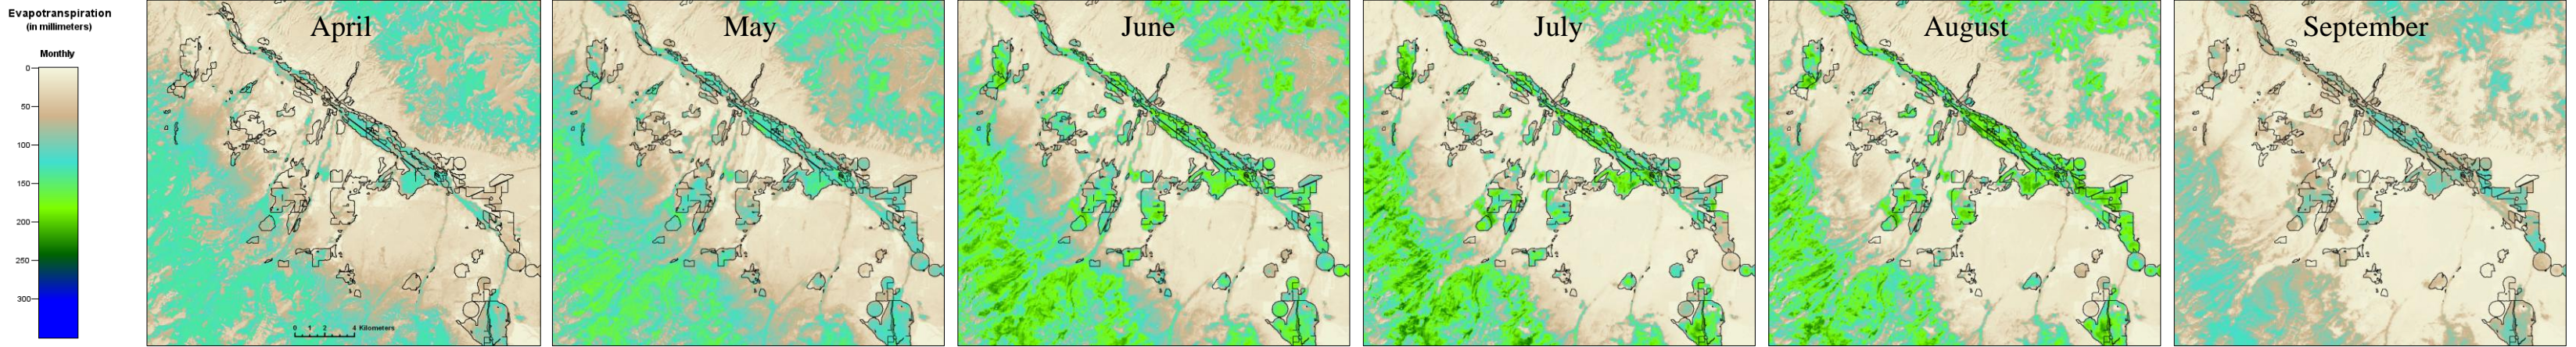 Evapotranspiration
(in millimeters)
Monthly
0
50
100
150
200
250
300
April
0 1 2 4 Kilometers
May
June
July
August
September